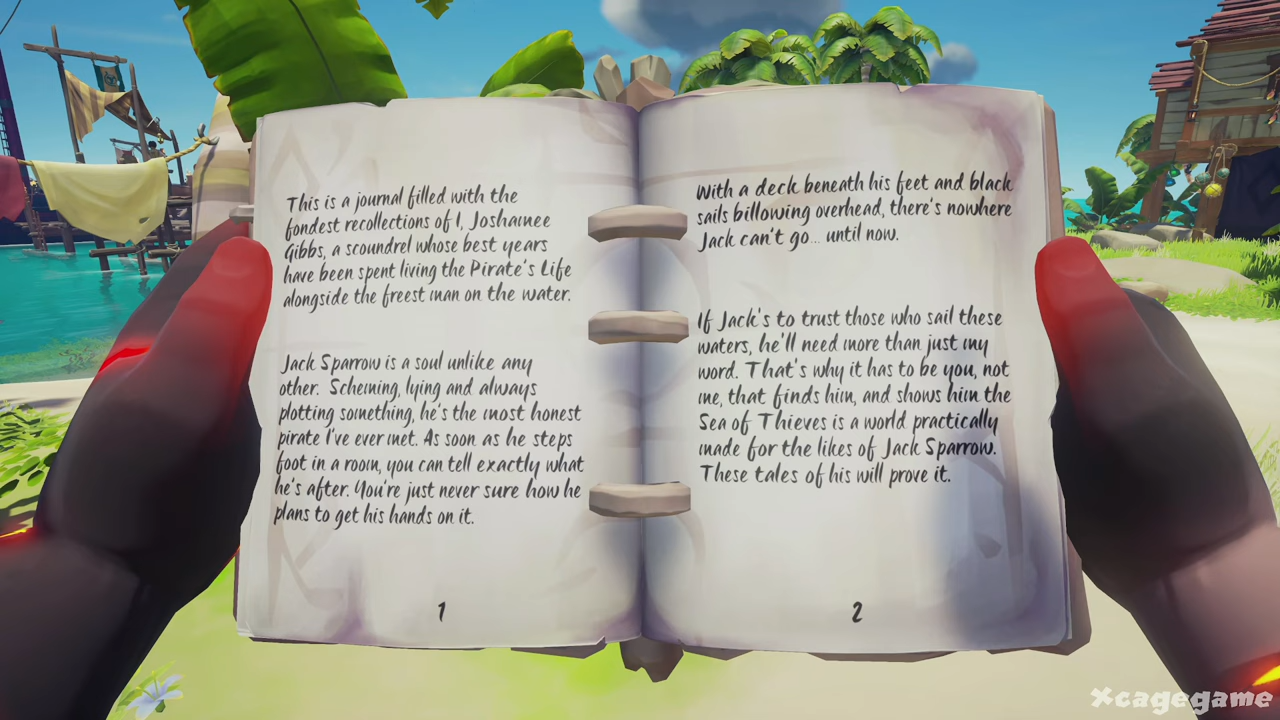 This is a journal filled with the
fondest recollections of I, Joshamee
Gibbs, a scoundrel whose best years
have been spent living the Pirate's Life
alongside the freest man on the water.
Jack Sparrow is a soul unlike any
other. Scheming, lying and always
plotting something, he's the most honest
pirate I've ever met. As soon as he steps
foot in a room, you can tell exactly what
he's after. You're just never sure how he
plans to get his hands on it.
1
With a deck beneath his feet and black
sails billowing overhead, there's nowhere
Jack can't go... until now.
If Jack's to trust those who sail these
waters, he'll need more than just my
word. That's why it has to be you, not
me, that finds him, and shows him the
Sea of Thieves is a world practically
made for the likes of Jack Sparrow.
These tales of his will prove it.
2
Xcagegame